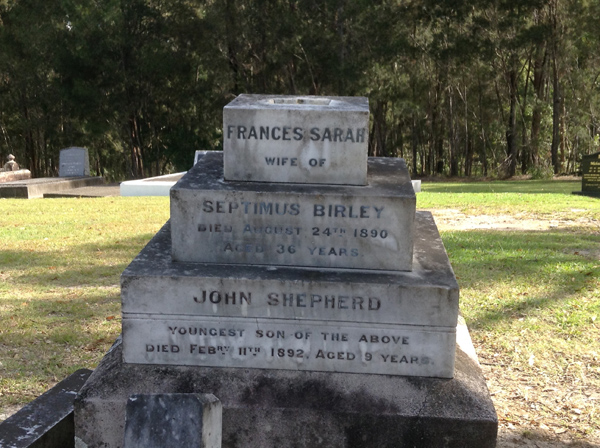 FRANCES SARAH
WIFE OF
SEPTIMUS BIRLEY
DIED AUGUST 24TH 1890
AGED 36 YEARS.
JOHN SHEPHERD
YOUNGEST SON OF THE ABOVE
DIED FEBRY 11TH 1892, AGED 9 YEARS.